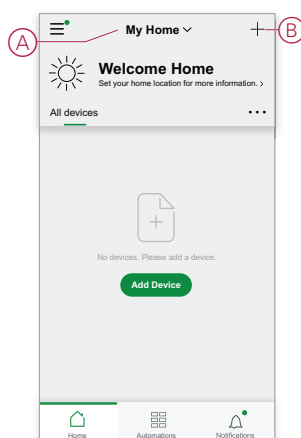 A
My Home
B
Welcome Home
Set your home location for more information.
All devices
No devices. Please add a device.
Add Device
Home Automations Notifications